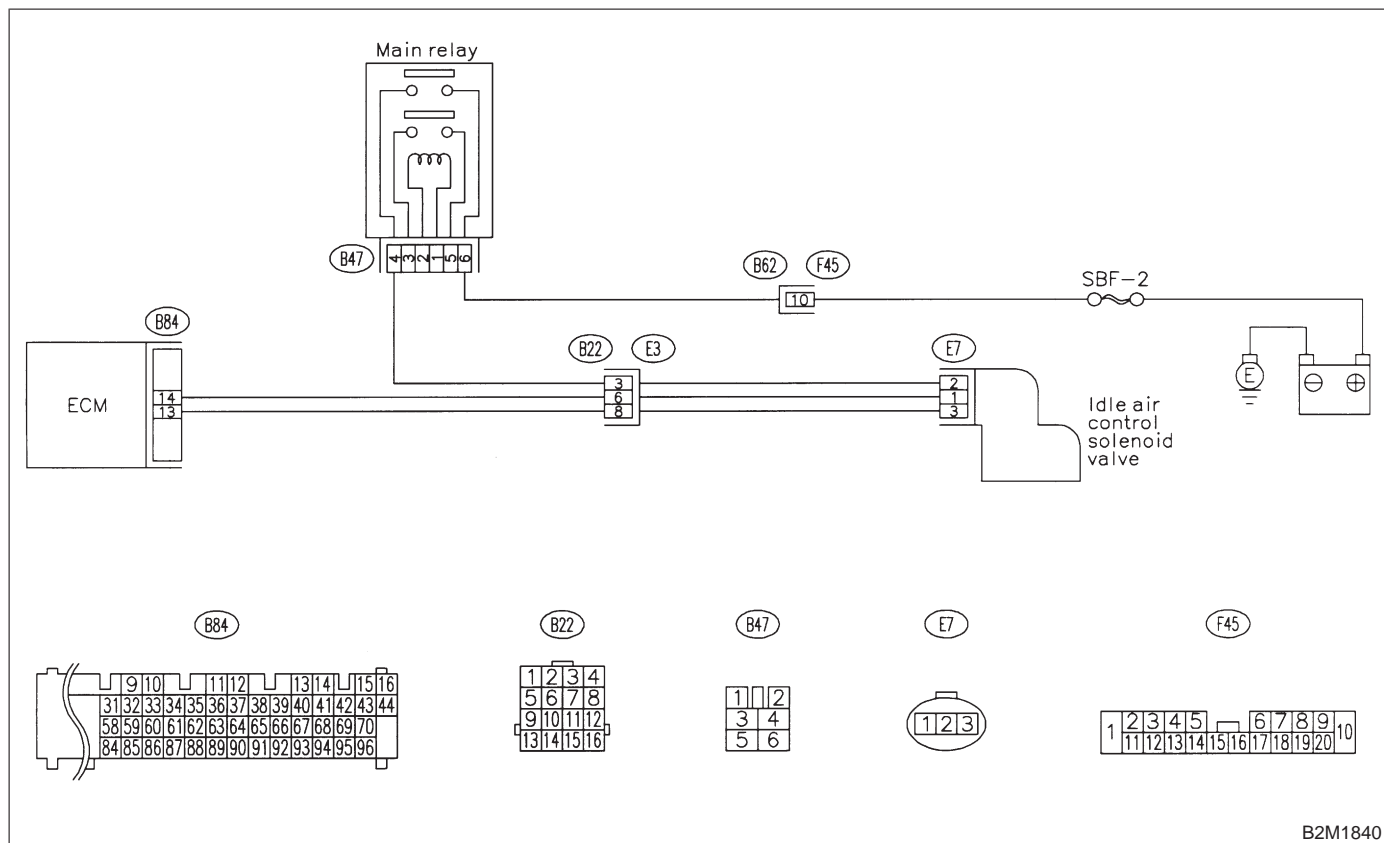 Main relay
B47
4 3 2 1 5 6
B62 F45
10
SBF-2
B84
B22 E3
E7
ECM
14
13
3
6
8
2
1
3
E
⊖ ⊕
Idle air
control
solenoid
valve
B84
B22
B47
E7
F45
9 10 11 12 13 14 15 16
31 32 33 34 35 36 37 38 39 40 41 42 43 44
58 59 60 61 62 63 64 65 66 67 68 69 70
84 85 86 87 88 89 90 91 92 93 94 95 96
1 2 3 4
5 6 7 8
9 10 11 12
13 14 15 16
1 2
3 4
5 6
1 2 3
1 2 3 4 5 6 7 8 9 10
11 12 13 14 15 16 17 18 19 20
B2M1840